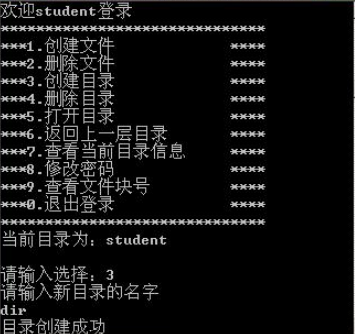 欢迎student登录
*****************************
***1.创建文件 ****
***2.删除文件 ****
***3.创建目录 ****
***4.删除目录 ****
***5.打开目录 ****
***6.返回上一层目录 ****
***7.查看当前目录信息 ****
***8.修改密码 ****
***9.查看文件块号 ****
***0.退出登录 ****
*****************************
当前目录为：student
请输入选择：3
请输入新目录的名字
dir
目录创建成功